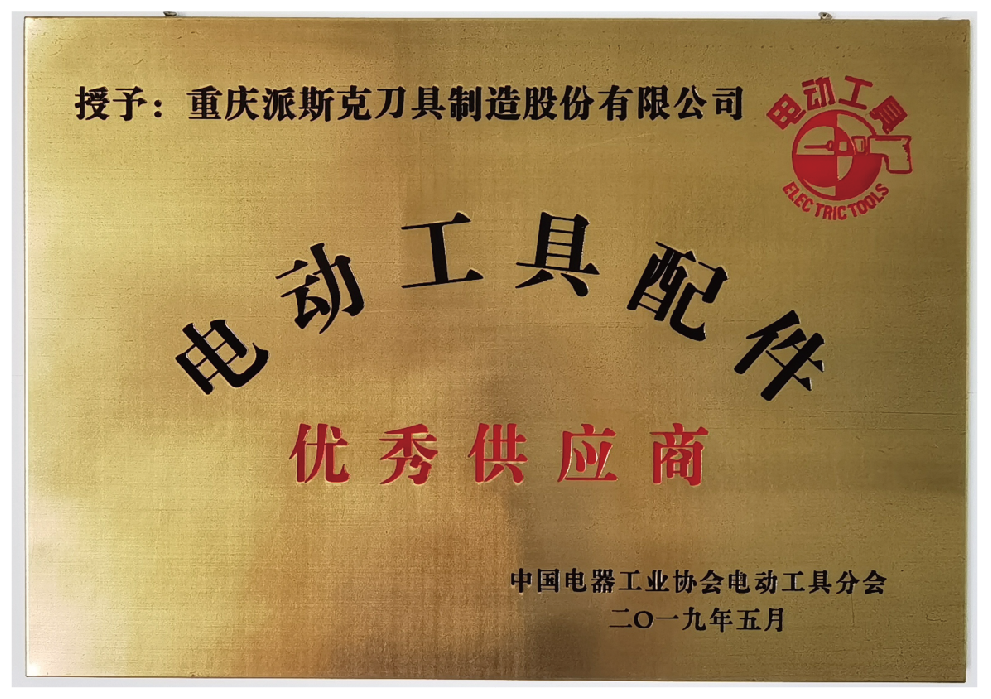 授予：重庆派斯克刀具制造股份有限公司
电动工具
ELECTRIC TOOLS
电动工具配件
优秀供应商
中国电器工业协会电动工具分会
二〇一九年五月